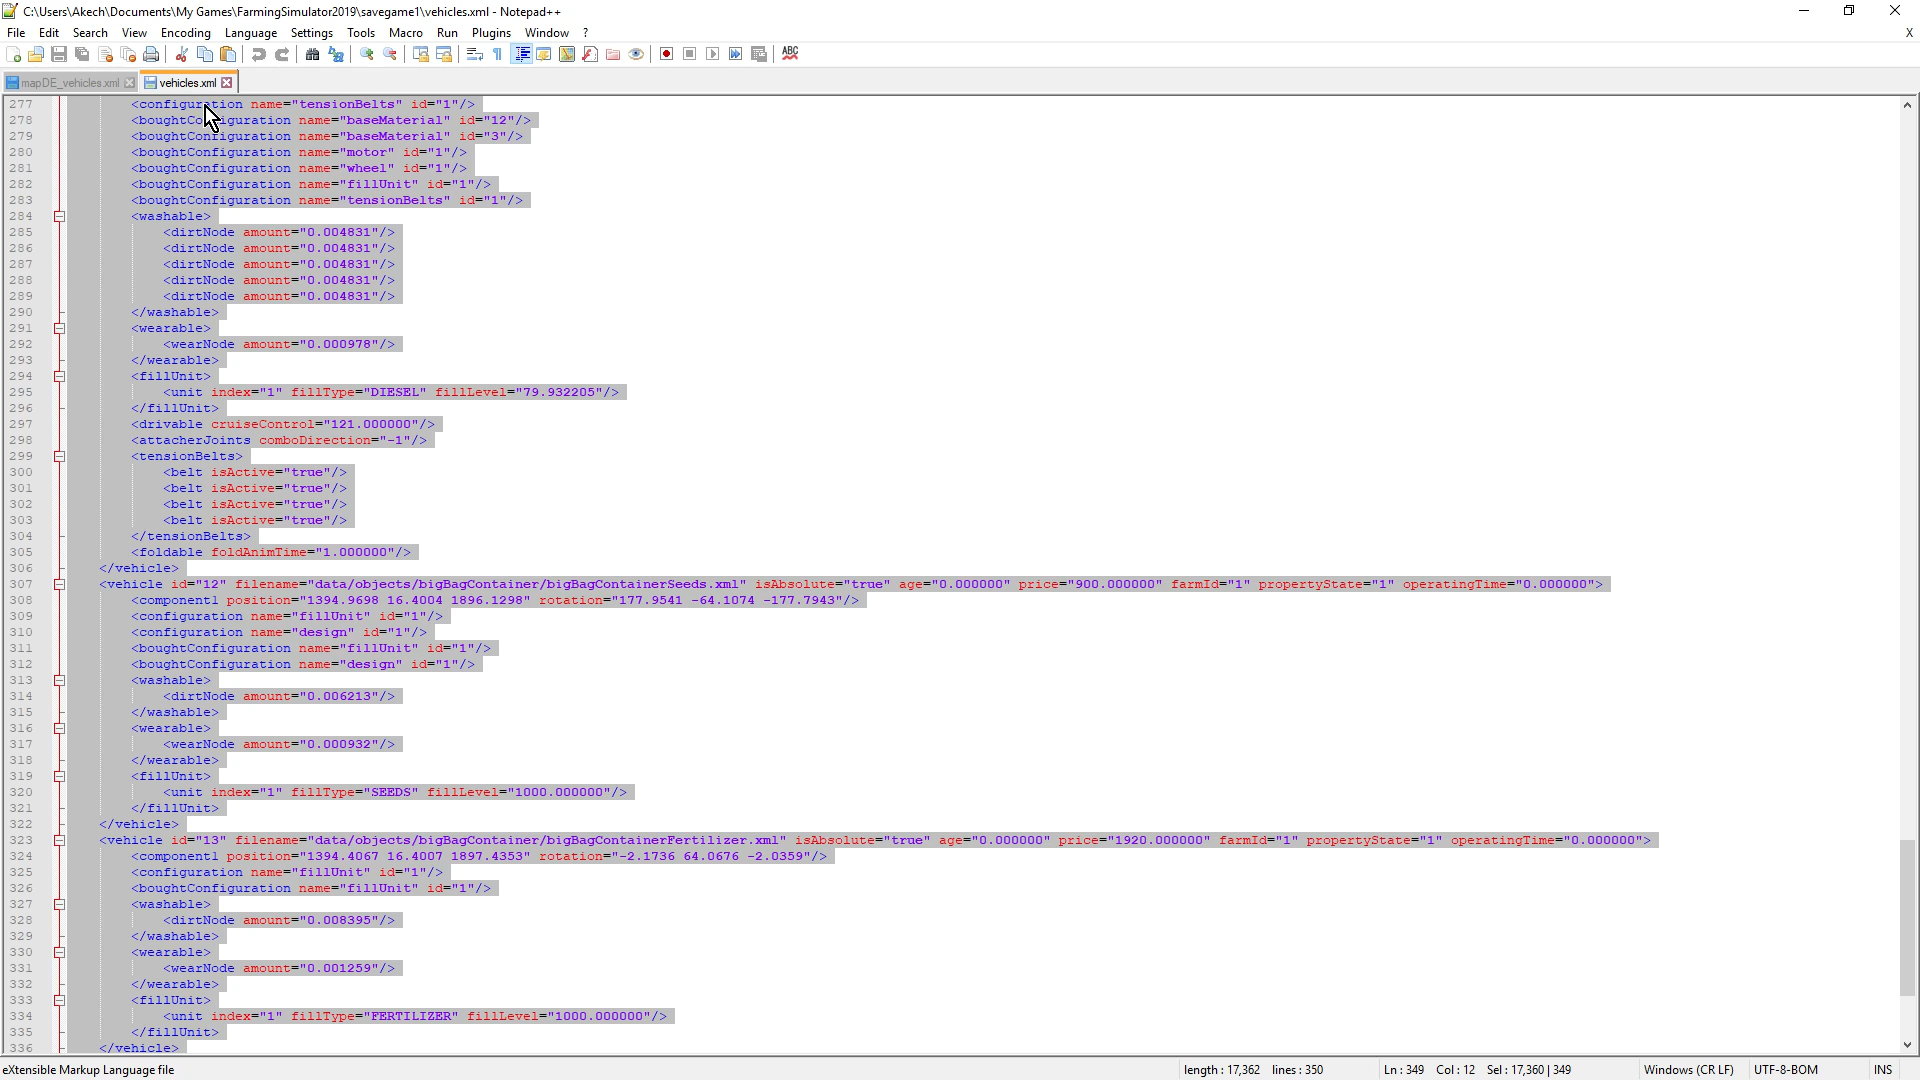 C:\Users\Akech\Documents\My Games\FarmingSimulator2019\savegame1\vehicles.xml - Notepad++
File Edit Search View Encoding Language Settings Tools Macro Run Plugins Window ? X
ABC
mapDE_vehicles.xml vehicles.xml
277 <configuration name="tensionBelts" id="1"/>
278 <boughtConfiguration name="baseMaterial" id="12"/>
279 <boughtConfiguration name="baseMaterial" id="3"/>
280 <boughtConfiguration name="motor" id="1"/>
281 <boughtConfiguration name="wheel" id="1"/>
282 <boughtConfiguration name="fillUnit" id="1"/>
283 <boughtConfiguration name="tensionBelts" id="1"/>
284 <washable>
285 <dirtNode amount="0.004831"/>
286 <dirtNode amount="0.004831"/>
287 <dirtNode amount="0.004831"/>
288 <dirtNode amount="0.004831"/>
289 <dirtNode amount="0.004831"/>
290 </washable>
291 <wearable>
292 <wearNode amount="0.000978"/>
293 </wearable>
294 <fillUnit>
295 <unit index="1" fillType="DIESEL" fillLevel="79.932205"/>
296 </fillUnit>
297 <drivable cruiseControl="121.000000"/>
298 <attacherJoints comboDirection="-1"/>
299 <tensionBelts>
300 <belt isActive="true"/>
301 <belt isActive="true"/>
302 <belt isActive="true"/>
303 <belt isActive="true"/>
304 </tensionBelts>
305 <foldable foldAnimTime="1.000000"/>
306 </vehicle>
307 <vehicle id="12" filename="data/objects/bigBagContainer/bigBagContainerSeeds.xml" isAbsolute="true" age="0.000000" price="900.000000" farmId="1" propertyState="1" operatingTime="0.000000">
308 <component1 position="1394.9698 16.4004 1896.1298" rotation="177.9541 -64.1074 -177.7943"/>
309 <configuration name="fillUnit" id="1"/>
310 <configuration name="design" id="1"/>
311 <boughtConfiguration name="fillUnit" id="1"/>
312 <boughtConfiguration name="design" id="1"/>
313 <washable>
314 <dirtNode amount="0.006213"/>
315 </washable>
316 <wearable>
317 <wearNode amount="0.000932"/>
318 </wearable>
319 <fillUnit>
320 <unit index="1" fillType="SEEDS" fillLevel="1000.000000"/>
321 </fillUnit>
322 </vehicle>
323 <vehicle id="13" filename="data/objects/bigBagContainer/bigBagContainerFertilizer.xml" isAbsolute="true" age="0.000000" price="1920.000000" farmId="1" propertyState="1" operatingTime="0.000000">
324 <component1 position="1394.4067 16.4007 1897.4353" rotation="-2.1736 64.0676 -2.0359"/>
325 <configuration name="fillUnit" id="1"/>
326 <boughtConfiguration name="fillUnit" id="1"/>
327 <washable>
328 <dirtNode amount="0.008395"/>
329 </washable>
330 <wearable>
331 <wearNode amount="0.001259"/>
332 </wearable>
333 <fillUnit>
334 <unit index="1" fillType="FERTILIZER" fillLevel="1000.000000"/>
335 </fillUnit>
336 </vehicle>
eXtensible Markup Language file length : 17,362 lines : 350 Ln : 349 Col : 12 Sel : 17,360 | 349 Windows (CR LF) UTF-8-BOM INS